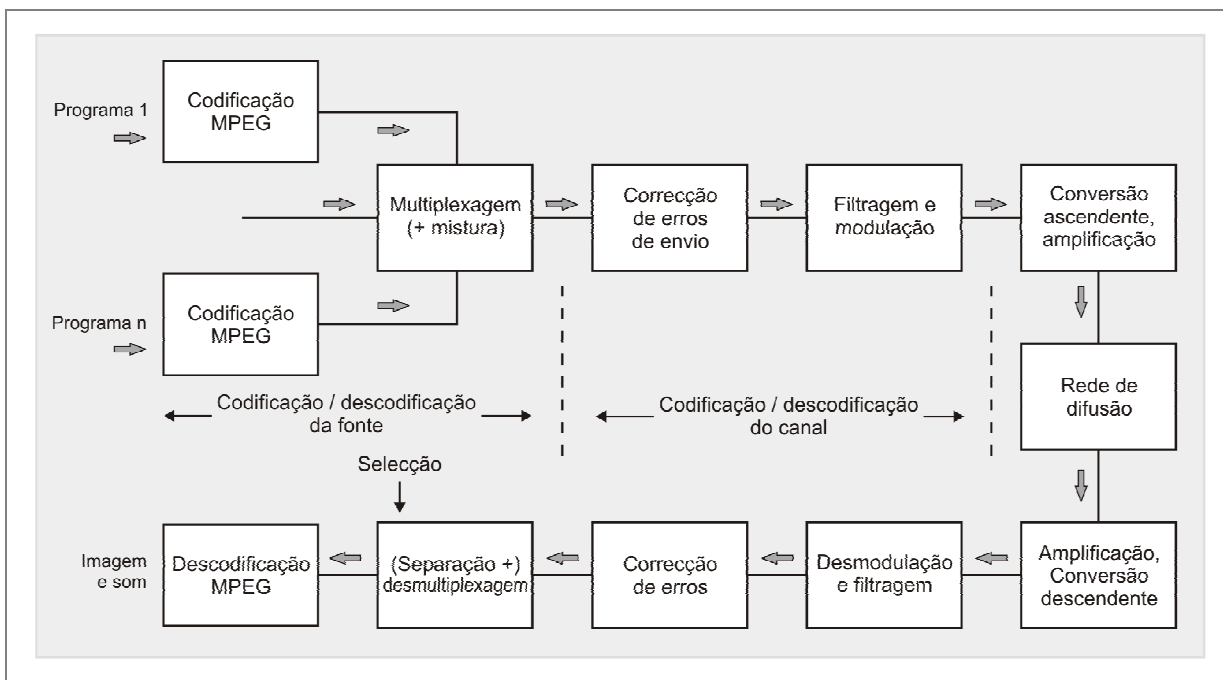 Programa 1
Codificação
MPEG
Multiplexagem
(+ mistura)
Correcção
de erros
de envio
Filtragem e
modulação
Conversão
ascendente,
amplificação
Programa n
Codificação
MPEG
Codificação / descodificação
da fonte
Codificação / descodificação
do canal
Rede de
difusão
Selecção
Imagem
e som
Descodificação
MPEG
(Separação +)
desmultiplexagem
Correcção
de erros
Desmodulação
e filtragem
Amplificação,
Conversão
descendente